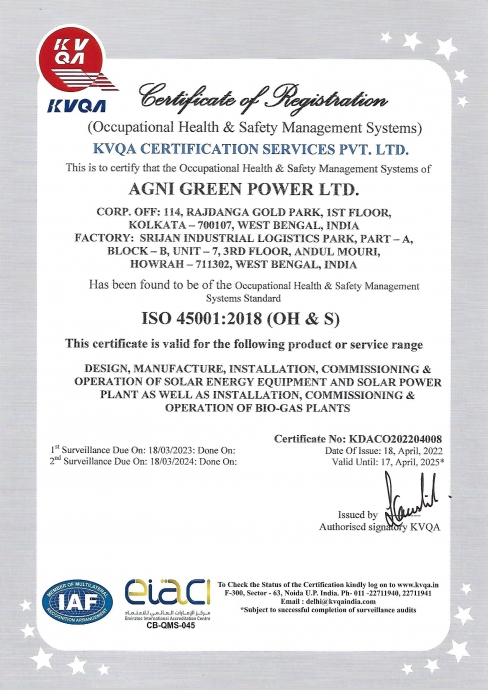 KV
QA
KVQA
Certificate of Registration
(Occupational Health & Safety Management Systems)
KVQA CERTIFICATION SERVICES PVT. LTD.
This is to certify that the Occupational Health & Safety Management Systems of
AGNI GREEN POWER LTD.
CORP. OFF: 114, RAJDANGA GOLD PARK, 1ST FLOOR,
KOLKATA – 700107, WEST BENGAL, INDIA
FACTORY: SRIJAN INDUSTRIAL LOGISTICS PARK, PART – A,
BLOCK – B, UNIT – 7, 3RD FLOOR, ANDUL MOURI,
HOWRAH – 711302, WEST BENGAL, INDIA
Has been found to be of the Occupational Health & Safety Management
Systems Standard
ISO 45001:2018 (OH & S)
This certificate is valid for the following product or service range
DESIGN, MANUFACTURE, INSTALLATION, COMMISSIONING &
OPERATION OF SOLAR ENERGY EQUIPMENT AND SOLAR POWER
PLANT AS WELL AS INSTALLATION, COMMISSIONING &
OPERATION OF BIO-GAS PLANTS
Certificate No: KDACO202204008
1st Surveillance Due On: 18/03/2023: Done On:
Date Of Issue: 18, April, 2022
2nd Surveillance Due On: 18/03/2024: Done On:
Valid Until: 17, April, 2025*
Issued by
Authorised signatory KVQA
MEMBER OF MULTILATERAL
IAF
RECOGNITION ARRANGEMENT
eiaci
مركز الإمارات العالمي للاعتماد
Emirates International Accreditation Centre
CB-QMS-045
To Check the Status of the Certification kindly log on to www.kvqa.in
F-300, Sector - 63, Noida U.P. India, Ph- 011 -22711940, 22711941
Email : delhi@kvqaindia.com
*Subject to successful completion of surveillance audits